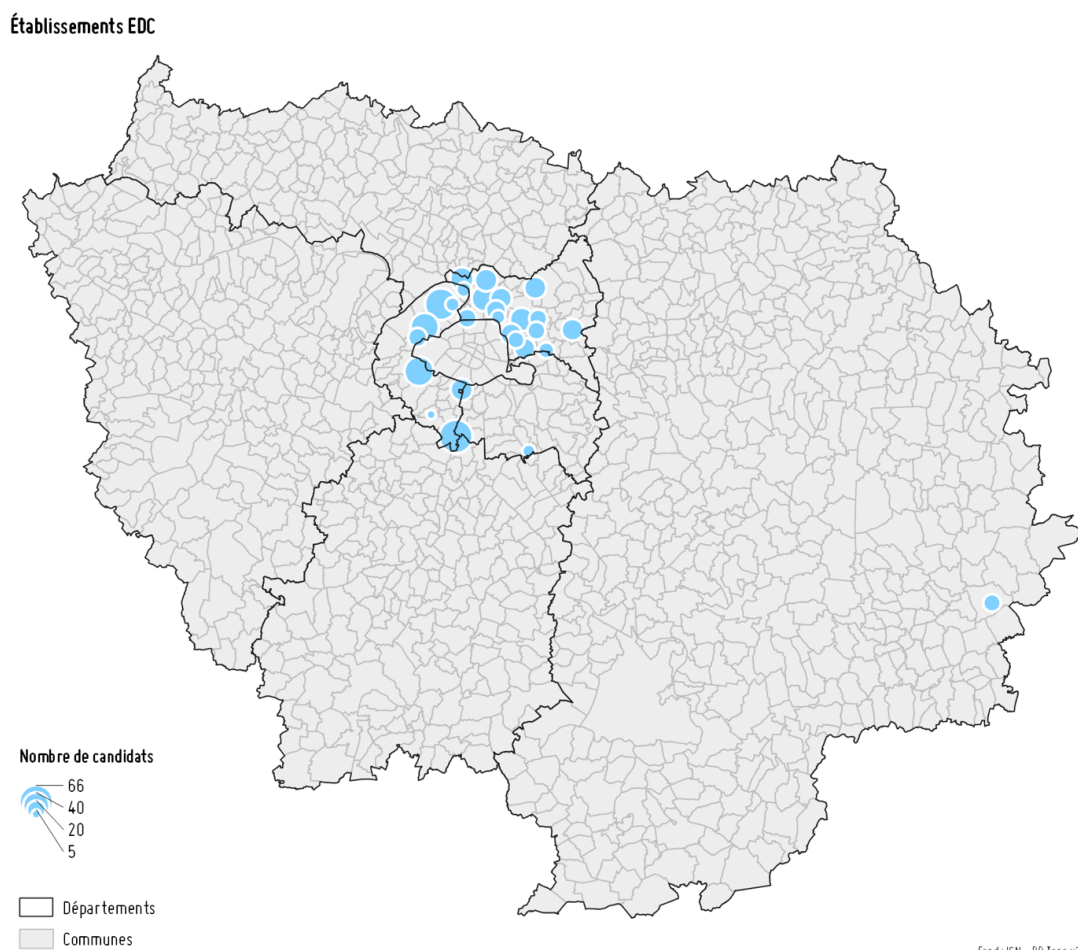 Établissements EDC
Nombre de candidats
66
40
20
5
Départements
Communes